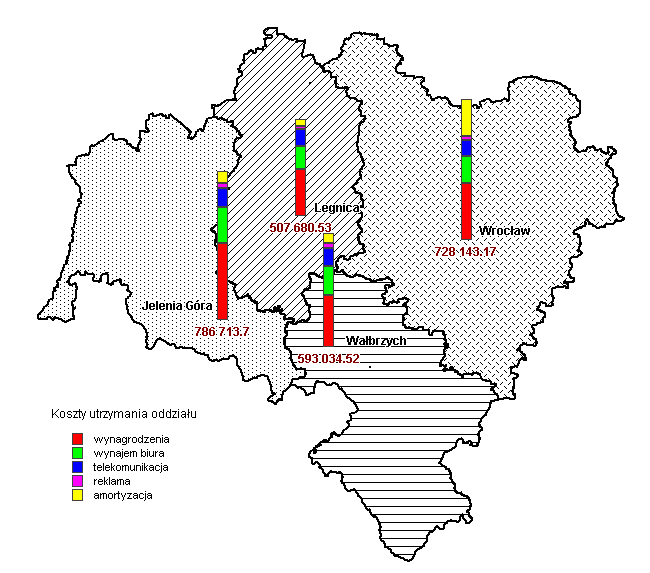 Legnica
507 680.53
Wrocław
728 143.17
Jelenia Góra
786 713.7
Wałbrzych
593 034.52
Koszty utrzymania oddziału
wynagrodzenia
wynajem biura
telekomunikacja
reklama
amortyzacja